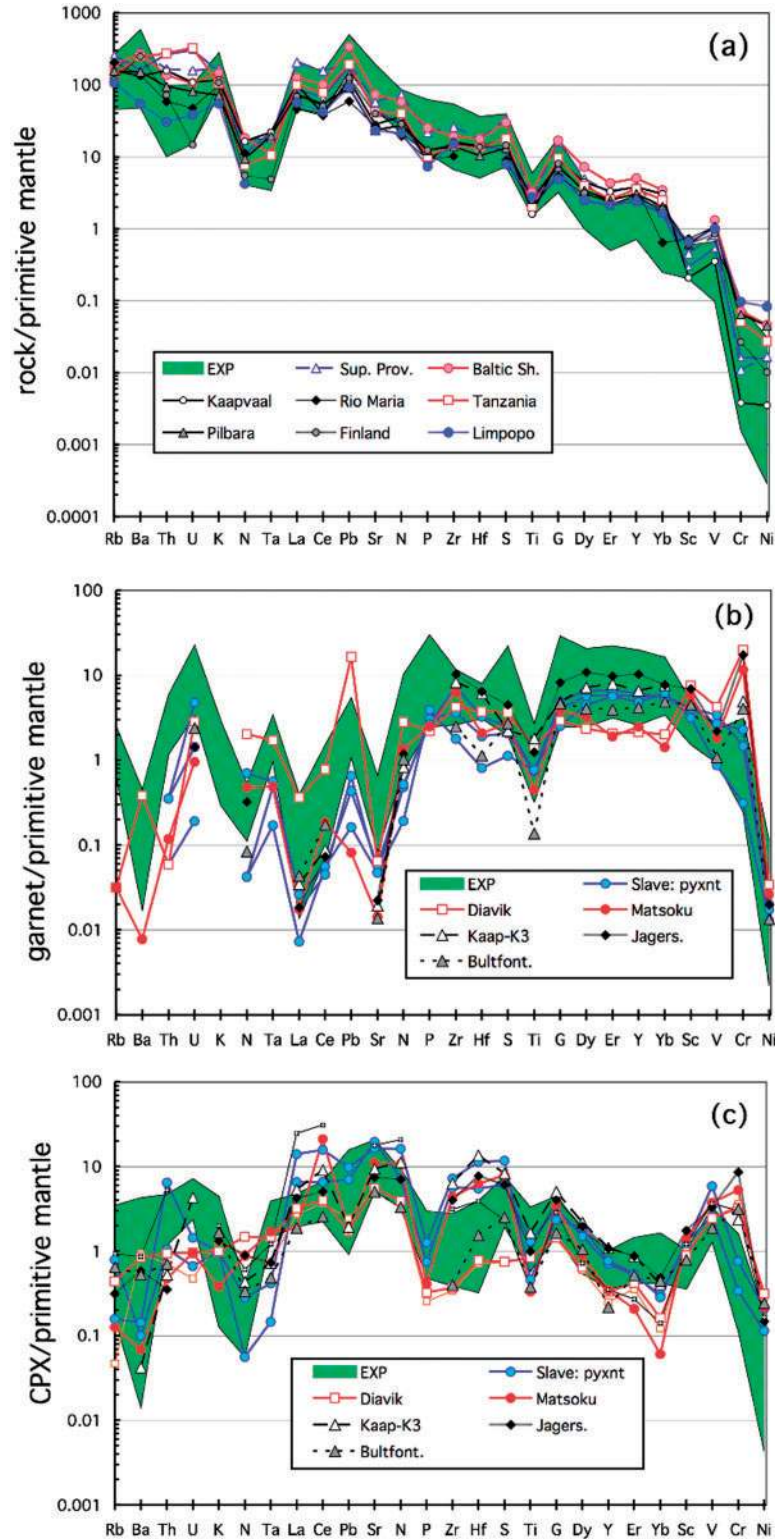 (a)
rock/primitive mantle
1000
100
10
1
0.1
0.01
0.001
0.0001
EXP Sup. Prov. Baltic Sh.
Kaapvaal Rio Maria Tanzania
Pilbara Finland Limpopo
Rb Ba Th U K N Ta La Ce Pb Sr N P Zr Hf S Ti G Dy Er Y Yb Sc V Cr Ni
(b)
garnet/primitive mantle
100
10
1
0.1
0.01
0.001
EXP Slave: pyxnt
Diavik Matsoku
Kaap-K3 Jagers.
Bultfont.
Rb Ba Th U K N Ta La Ce Pb Sr N P Zr Hf S Ti G Dy Er Y Yb Sc V Cr Ni
(c)
CPX/primitive mantle
100
10
1
0.1
0.01
0.001
EXP Slave: pyxnt
Diavik Matsoku
Kaap-K3 Jagers.
Bultfont.
Rb Ba Th U K N Ta La Ce Pb Sr N P Zr Hf S Ti G Dy Y Er Yb Sc V Cr Ni